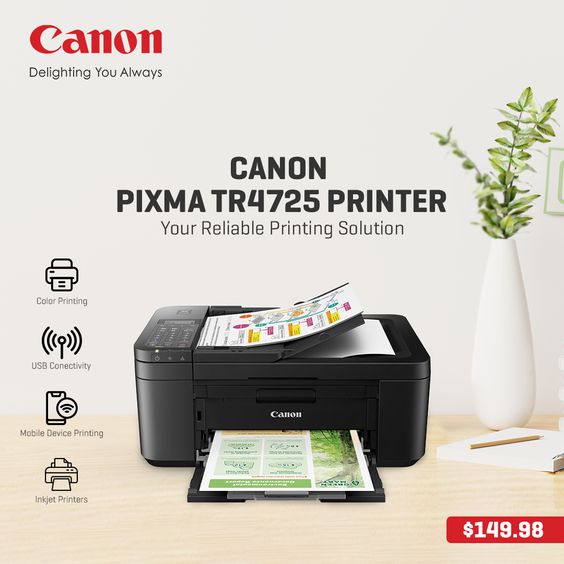 Canon
Delighting You Always
CANON
PIXMA TR4725 PRINTER
Your Reliable Printing Solution
Color Printing
USB Conectivity
Mobile Device Printing
Inkjet Printers
Canon
$149.98